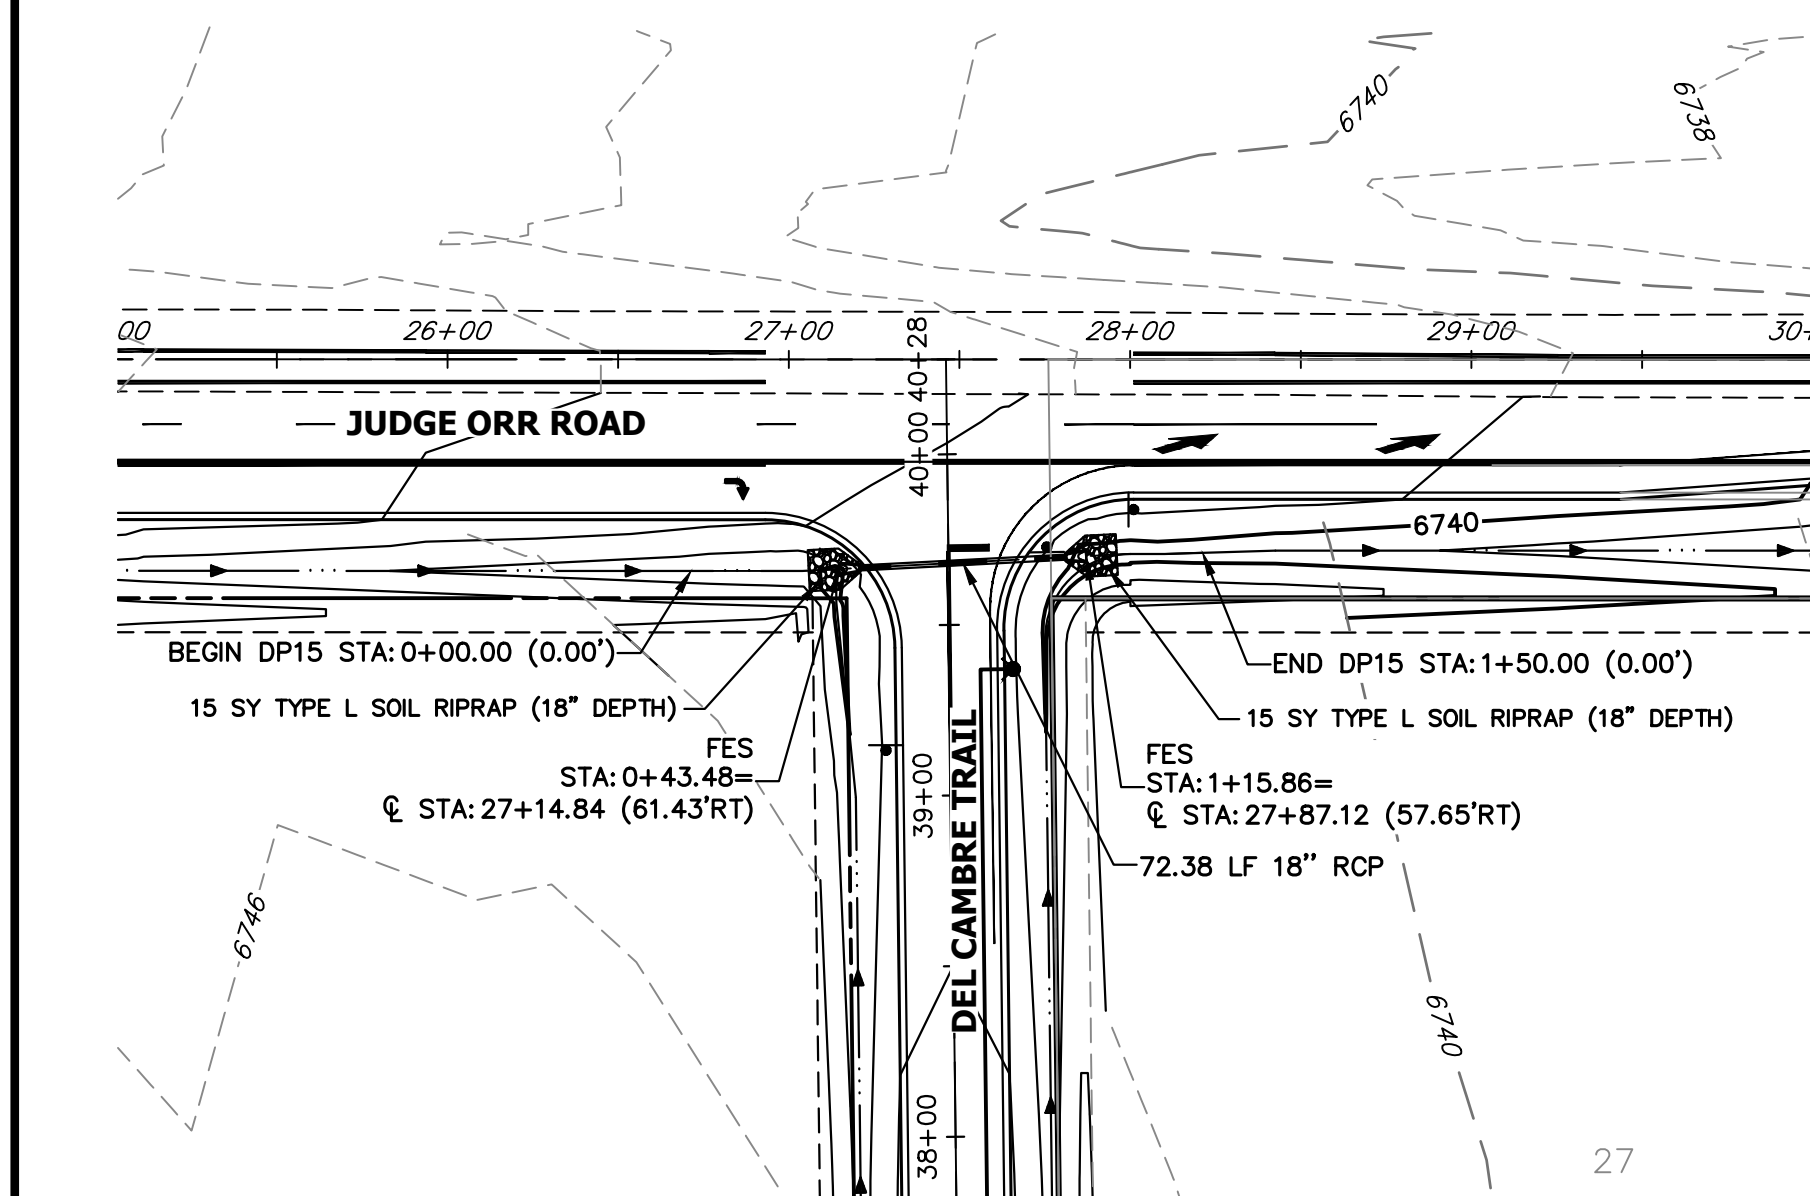 6740
6738
00
26+00
27+00
28+00
29+00
30+
40+28
40+00
JUDGE ORR ROAD
6740
BEGIN DP15 STA: 0+00.00 (0.00')
END DP15 STA: 1+50.00 (0.00')
15 SY TYPE L SOIL RIPRAP (18" DEPTH)
15 SY TYPE L SOIL RIPRAP (18" DEPTH)
FES
STA: 0+43.48=
℄ STA: 27+14.84 (61.43'RT)
FES
STA: 1+15.86=
℄ STA: 27+87.12 (57.65'RT)
72.38 LF 18" RCP
39+00
DEL CAMBRE TRAIL
6746
6740
38+00
27